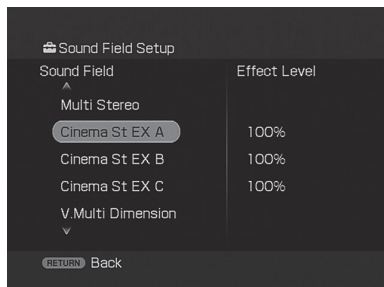 Sound Field Setup
Sound Field Effect Level
Multi Stereo
Cinema St EX A 100%
Cinema St EX B 100%
Cinema St EX C 100%
V.Multi Dimension
RETURN Back